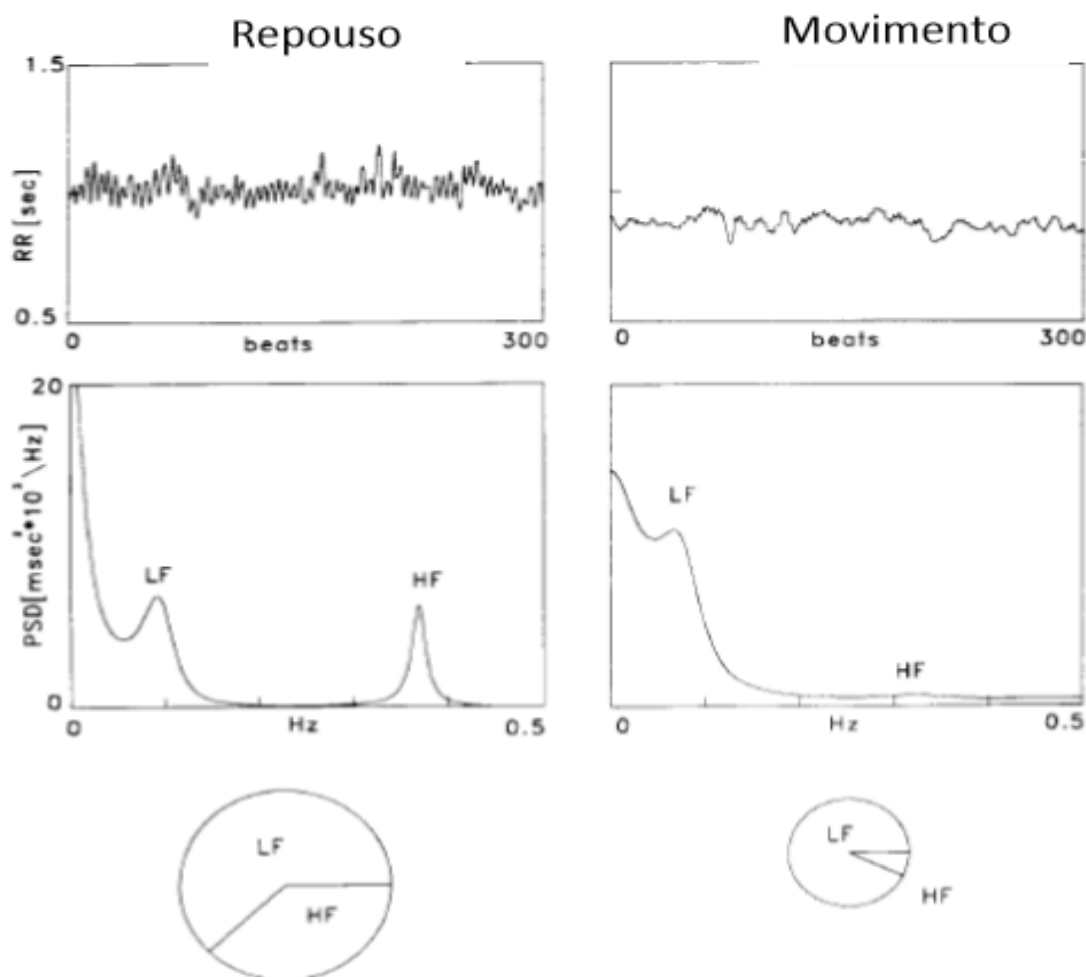 Repouso
1.5
RR [sec]
0.5
0
beats
300
Movimento
0
beats
300
20
PSD[msec²*10³\Hz]
0
LF
HF
0
Hz
0.5
LF
HF
0
Hz
0.5
LF
HF
LF
HF